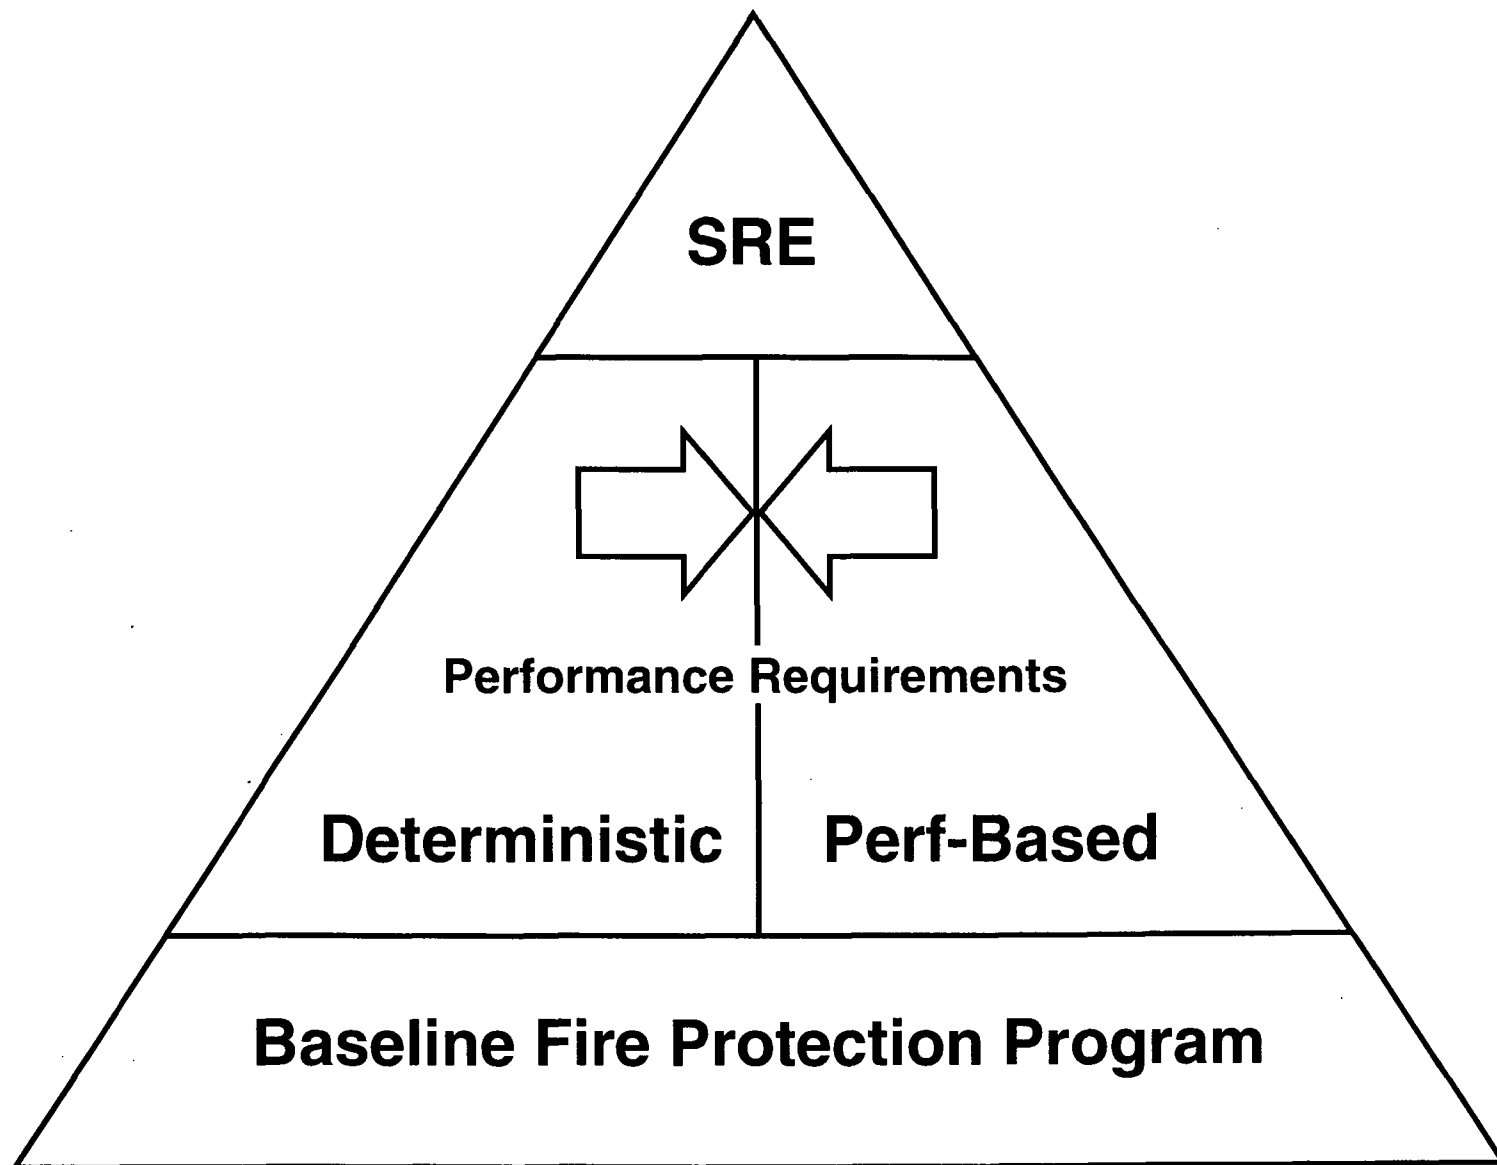 SRE
Performance Requirements
Deterministic
Perf-Based
Baseline Fire Protection Program